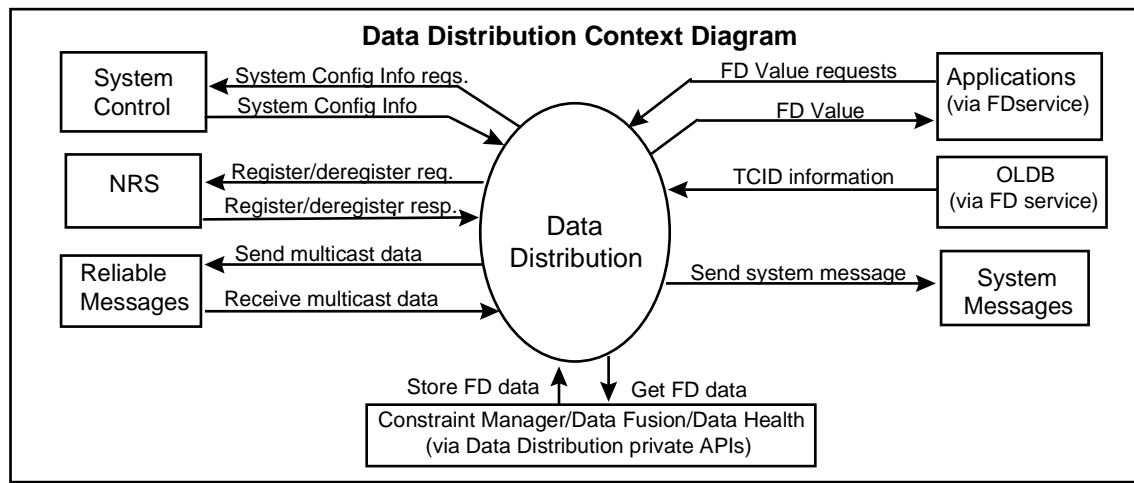 Data Distribution Context Diagram
System
Control
System Config Info reqs.
System Config Info
FD Value requests
FD Value
Applications
(via FDservice)
NRS
Register/deregister req.
Register/deregister resp.
TCID information
OLDB
(via FD service)
Data
Distribution
Reliable
Messages
Send multicast data
Receive multicast data
Send system message
System
Messages
Store FD data
Get FD data
Constraint Manager/Data Fusion/Data Health
(via Data Distribution private APIs)